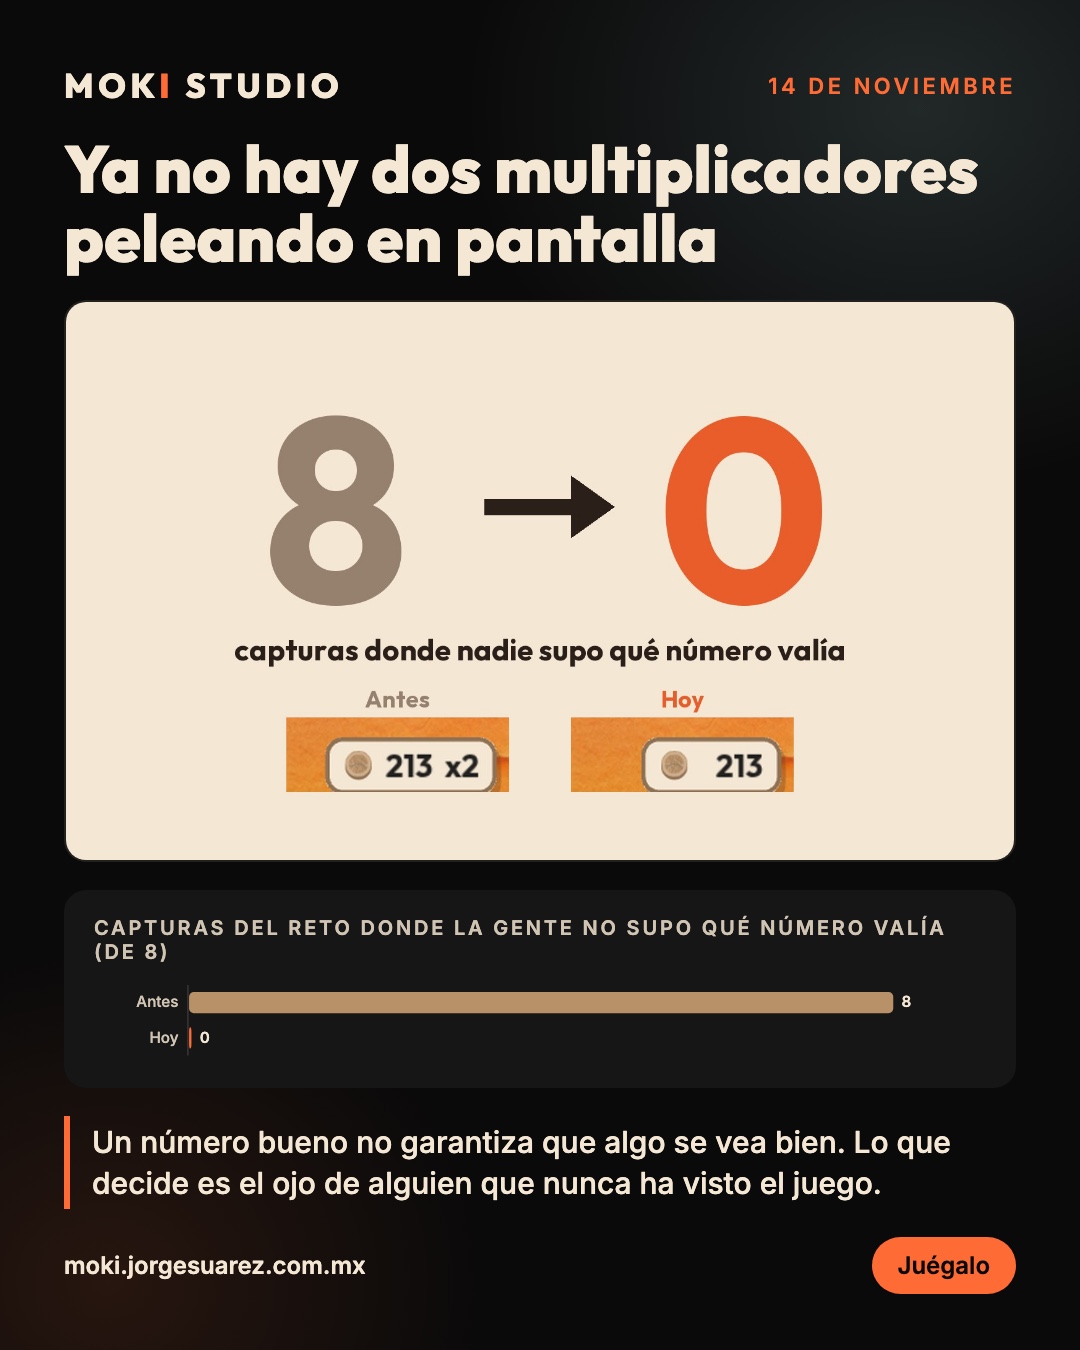 MOKI STUDIO
14 DE NOVIEMBRE
Ya no hay dos multiplicadores
peleando en pantalla
8 → 0
capturas donde nadie supo qué número valía
Antes
213 x2
Hoy
213
CAPTURAS DEL RETO DONDE LA GENTE NO SUPO QUÉ NÚMERO VALÍA
(DE 8)
Antes 8
Hoy 0
Un número bueno no garantiza que algo se vea bien. Lo que
decide es el ojo de alguien que nunca ha visto el juego.
moki.jorgesuarez.com.mx
Juégalo